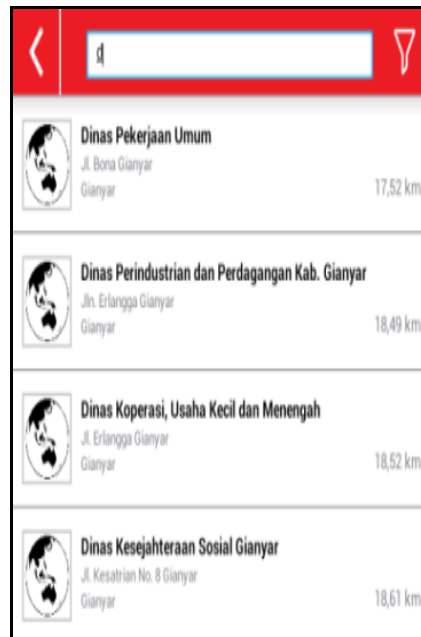 d
Dinas Pekerjaan Umum
Jl. Bona Gianyar
Gianyar
17,52 km
Dinas Perindustrian dan Perdagangan Kab. Gianyar
Jln. Erlangga Gianyar
Gianyar
18,49 km
Dinas Koperasi, Usaha Kecil dan Menengah
Jl. Erlangga Gianyar
Gianyar
18,52 km
Dinas Kesejahteraan Sosial Gianyar
Jl. Kesatrian No. 8 Gianyar
Gianyar
18,61 km